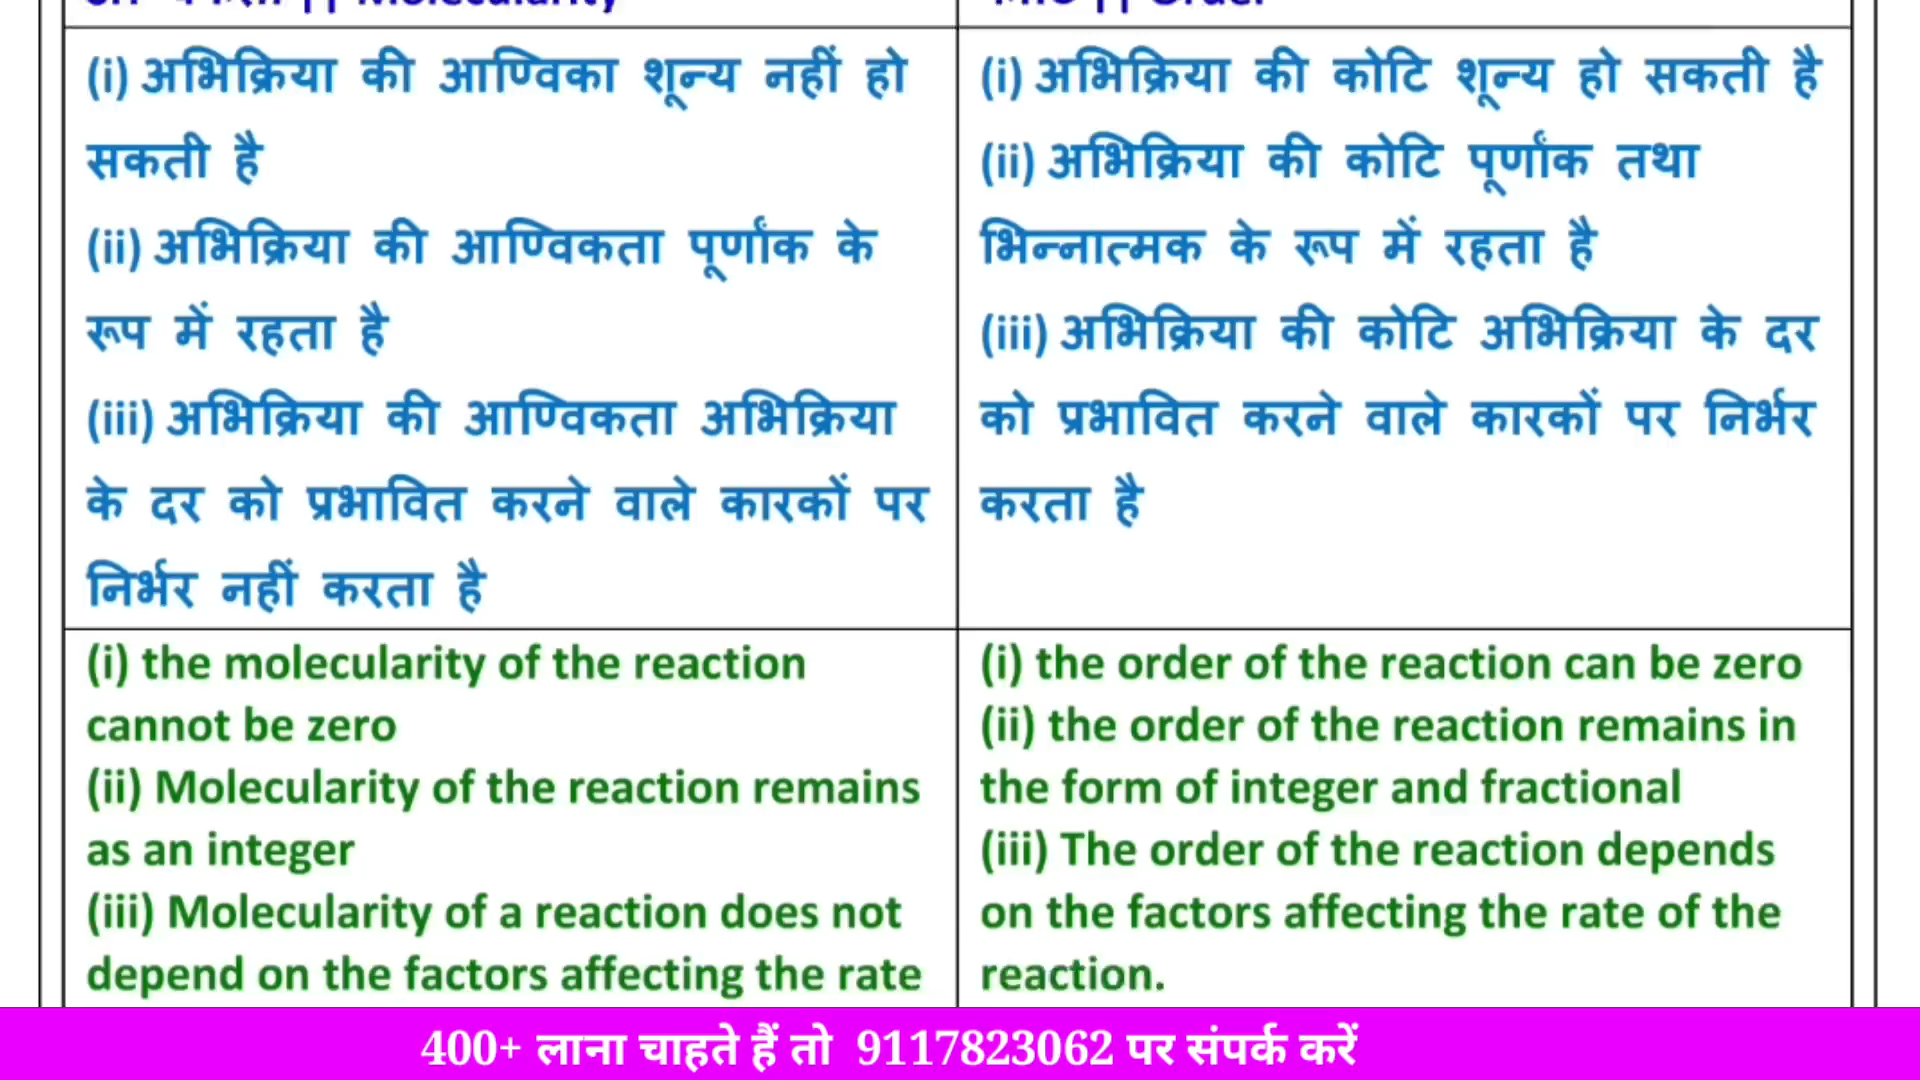 || Molecularity
|| Order
(i) अभिक्रिया की आण्विका शून्य नहीं हो
सकती है
(ii) अभिक्रिया की आण्विकता पूर्णांक के
रूप में रहता है
(iii) अभिक्रिया की आण्विकता अभिक्रिया
के दर को प्रभावित करने वाले कारकों पर
निर्भर नहीं करता है
(i) अभिक्रिया की कोटि शून्य हो सकती है
(ii) अभिक्रिया की कोटि पूर्णांक तथा
भिन्नात्मक के रूप में रहता है
(iii) अभिक्रिया की कोटि अभिक्रिया के दर
को प्रभावित करने वाले कारकों पर निर्भर
करता है
(i) the molecularity of the reaction
cannot be zero
(ii) Molecularity of the reaction remains
as an integer
(iii) Molecularity of a reaction does not
depend on the factors affecting the rate
(i) the order of the reaction can be zero
(ii) the order of the reaction remains in
the form of integer and fractional
(iii) The order of the reaction depends
on the factors affecting the rate of the
reaction.
400+ लाना चाहते हैं तो 9117823062 पर संपर्क करें